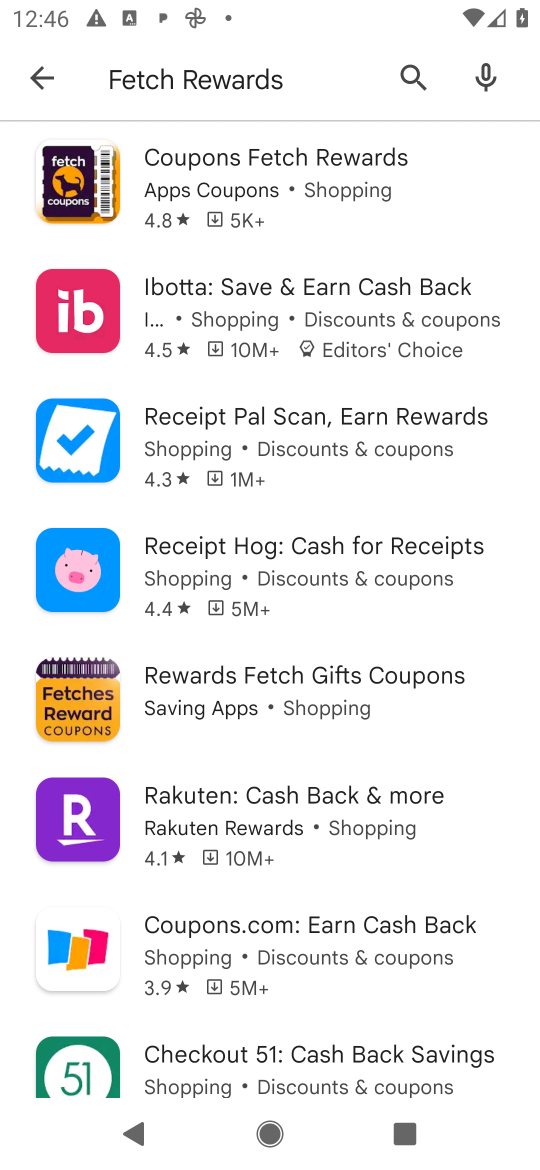 12:46
Fetch Rewards
fetch
coupons
Coupons Fetch Rewards
Apps Coupons • Shopping
4.8★ 5K+
ib
Ibotta: Save & Earn Cash Back
I... • Shopping • Discounts & coupons
4.5★ 10M+ Editors' Choice
Receipt Pal Scan, Earn Rewards
Shopping • Discounts & coupons
4.3★ 1M+
Receipt Hog: Cash for Receipts
Shopping • Discounts & coupons
4.4★ 5M+
Fetches
Reward
COUPONS
Rewards Fetch Gifts Coupons
Saving Apps • Shopping
R
Rakuten: Cash Back & more
Rakuten Rewards • Shopping
4.1★ 10M+
Coupons.com: Earn Cash Back
Shopping • Discounts & coupons
3.9★ 5M+
51
Checkout 51: Cash Back Savings
Shopping • Discounts & coupons